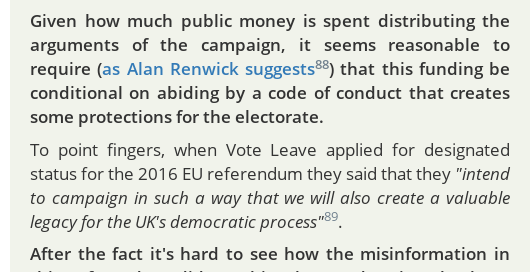 Given how much public money is spent distributing the
arguments of the campaign, it seems reasonable to
require (as Alan Renwick suggests88) that this funding be
conditional on abiding by a code of conduct that creates
some protections for the electorate.
To point fingers, when Vote Leave applied for designated
status for the 2016 EU referendum they said that they "intend
to campaign in such a way that we will also create a valuable
legacy for the UK's democratic process"89.
After the fact it's hard to see how the misinformation in